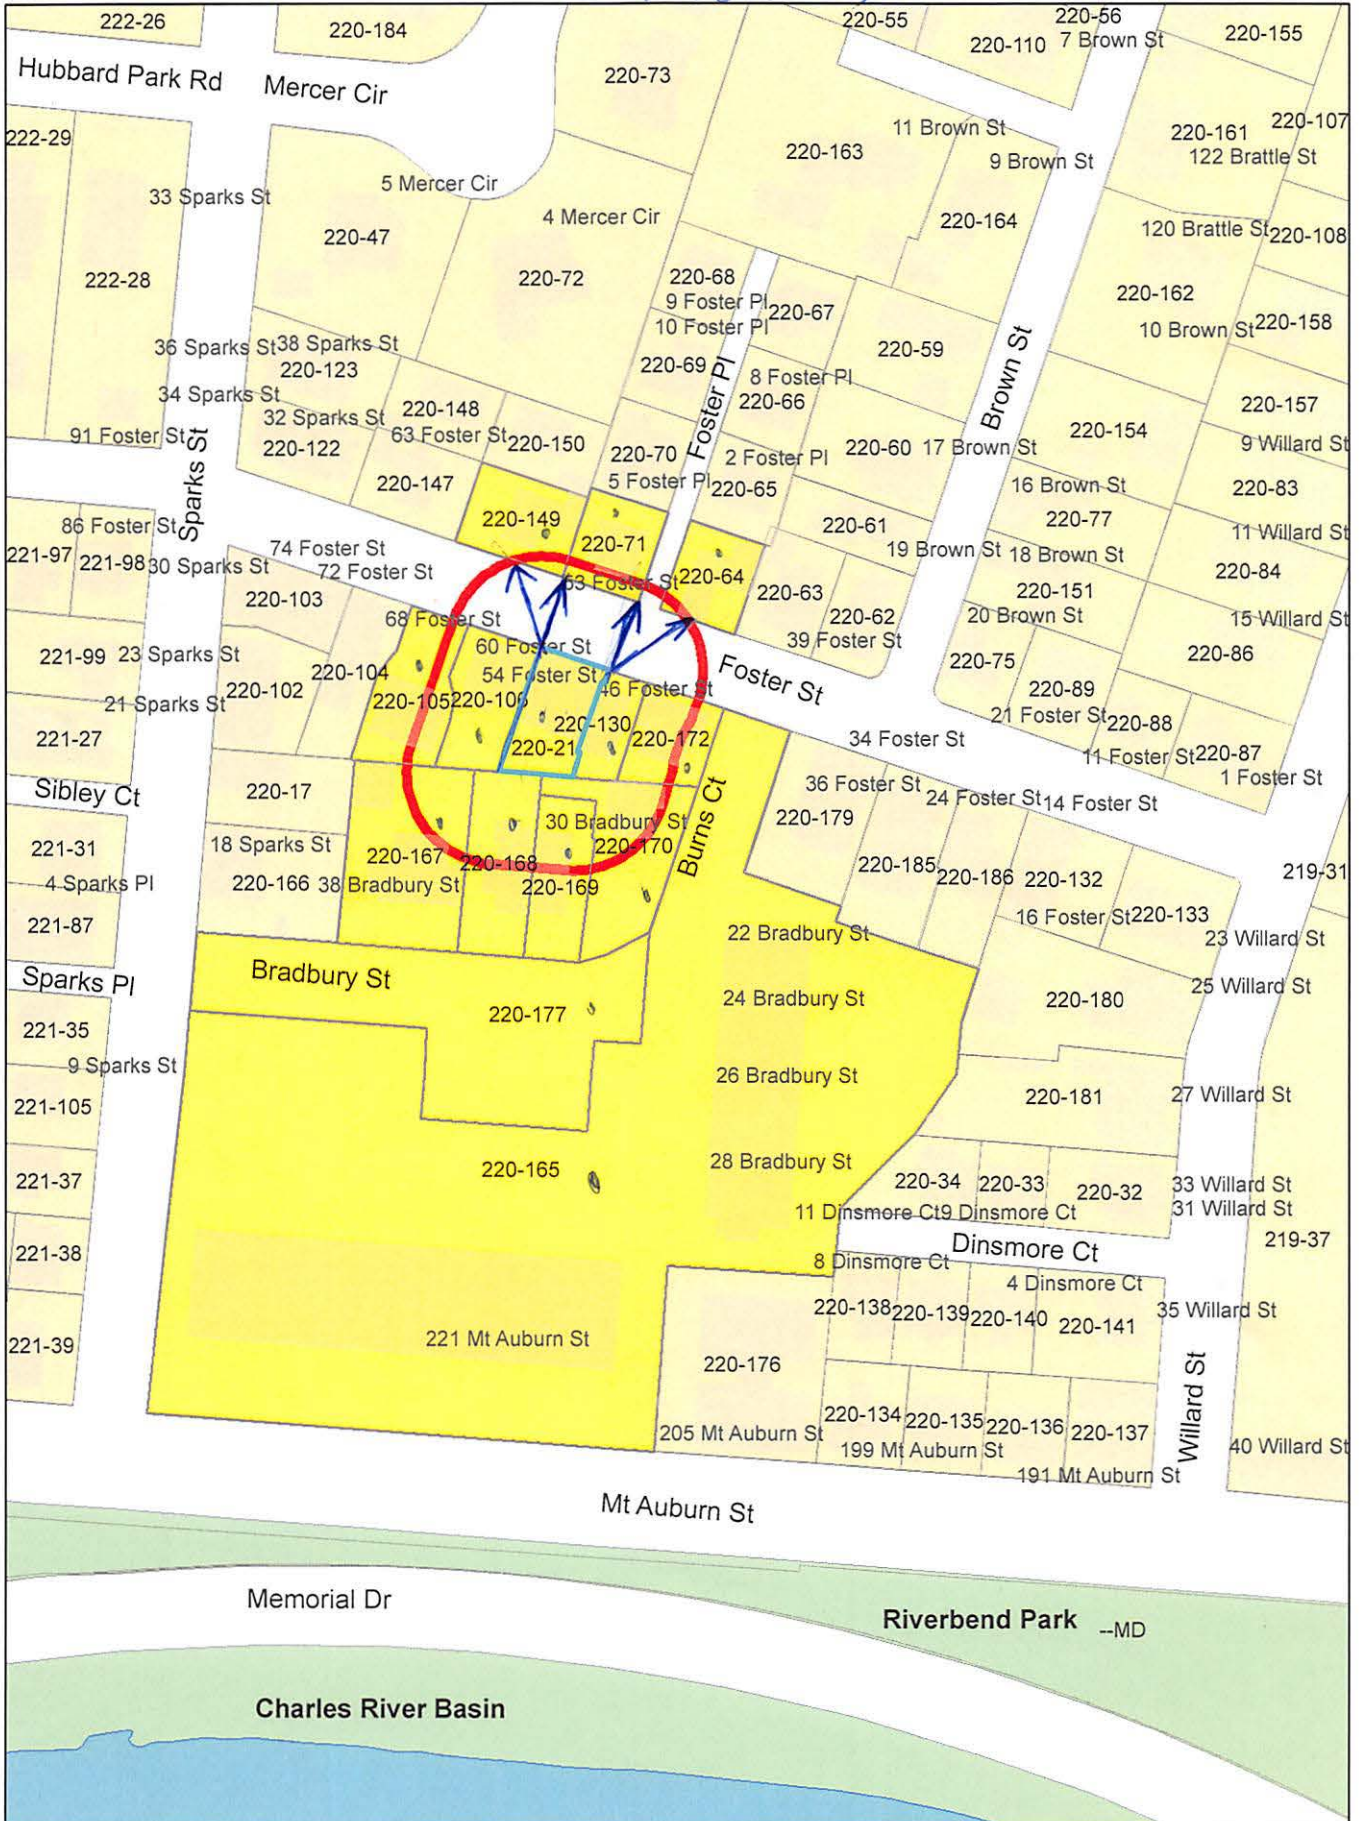 222-26
220-184
220-55
220-56
220-110
7 Brown St
220-155
Hubbard Park Rd
Mercer Cir
220-73
222-29
11 Brown St
220-161
220-107
220-163
9 Brown St
122 Brattle St
33 Sparks St
5 Mercer Cir
4 Mercer Cir
220-164
120 Brattle St
220-108
220-47
222-28
220-72
220-68
9 Foster Pl
220-67
220-162
10 Foster Pl
10 Brown St
220-158
36 Sparks St
38 Sparks St
220-123
220-59
220-69
8 Foster Pl
Foster Pl
Brown St
34 Sparks St
220-66
220-157
32 Sparks St
220-148
91 Foster St
63 Foster St
220-150
220-154
220-122
220-70
2 Foster Pl
220-60
17 Brown St
9 Willard St
Sparks St
220-147
5 Foster Pl
220-65
16 Brown St
220-83
86 Foster St
220-149
220-61
220-77
11 Willard St
74 Foster St
220-71
19 Brown St
18 Brown St
221-97
221-98
30 Sparks St
72 Foster St
53 Foster St
220-64
220-84
220-103
220-63
220-151
68 Foster St
220-62
20 Brown St
15 Willard St
39 Foster St
60 Foster St
221-99
23 Sparks St
54 Foster St
220-75
220-86
220-104
46 Foster St
Foster St
220-102
220-105
220-106
220-89
21 Sparks St
220-130
21 Foster St
220-88
221-27
220-21
220-172
34 Foster St
11 Foster St
220-87
Sibley Ct
220-17
36 Foster St
24 Foster St
14 Foster St
1 Foster St
30 Bradbury St
220-179
Burns Ct
221-31
18 Sparks St
220-167
220-168
220-170
220-185
220-186
220-132
219-31
4 Sparks Pl
220-166
38 Bradbury St
220-169
221-87
16 Foster St
220-133
22 Bradbury St
23 Willard St
Sparks Pl
Bradbury St
25 Willard St
24 Bradbury St
220-180
220-177
221-35
9 Sparks St
26 Bradbury St
27 Willard St
221-105
220-181
220-165
28 Bradbury St
221-37
220-34
220-33
220-32
33 Willard St
11 Dinsmore Ct
9 Dinsmore Ct
31 Willard St
221-38
Dinsmore Ct
219-37
8 Dinsmore Ct
4 Dinsmore Ct
220-138
220-139
220-140
220-141
35 Willard St
221-39
221 Mt Auburn St
220-176
Willard St
220-134
220-135
220-136
220-137
205 Mt Auburn St
199 Mt Auburn St
40 Willard St
191 Mt Auburn St
Mt Auburn St
Memorial Dr
Riverbend Park
--MD
Charles River Basin